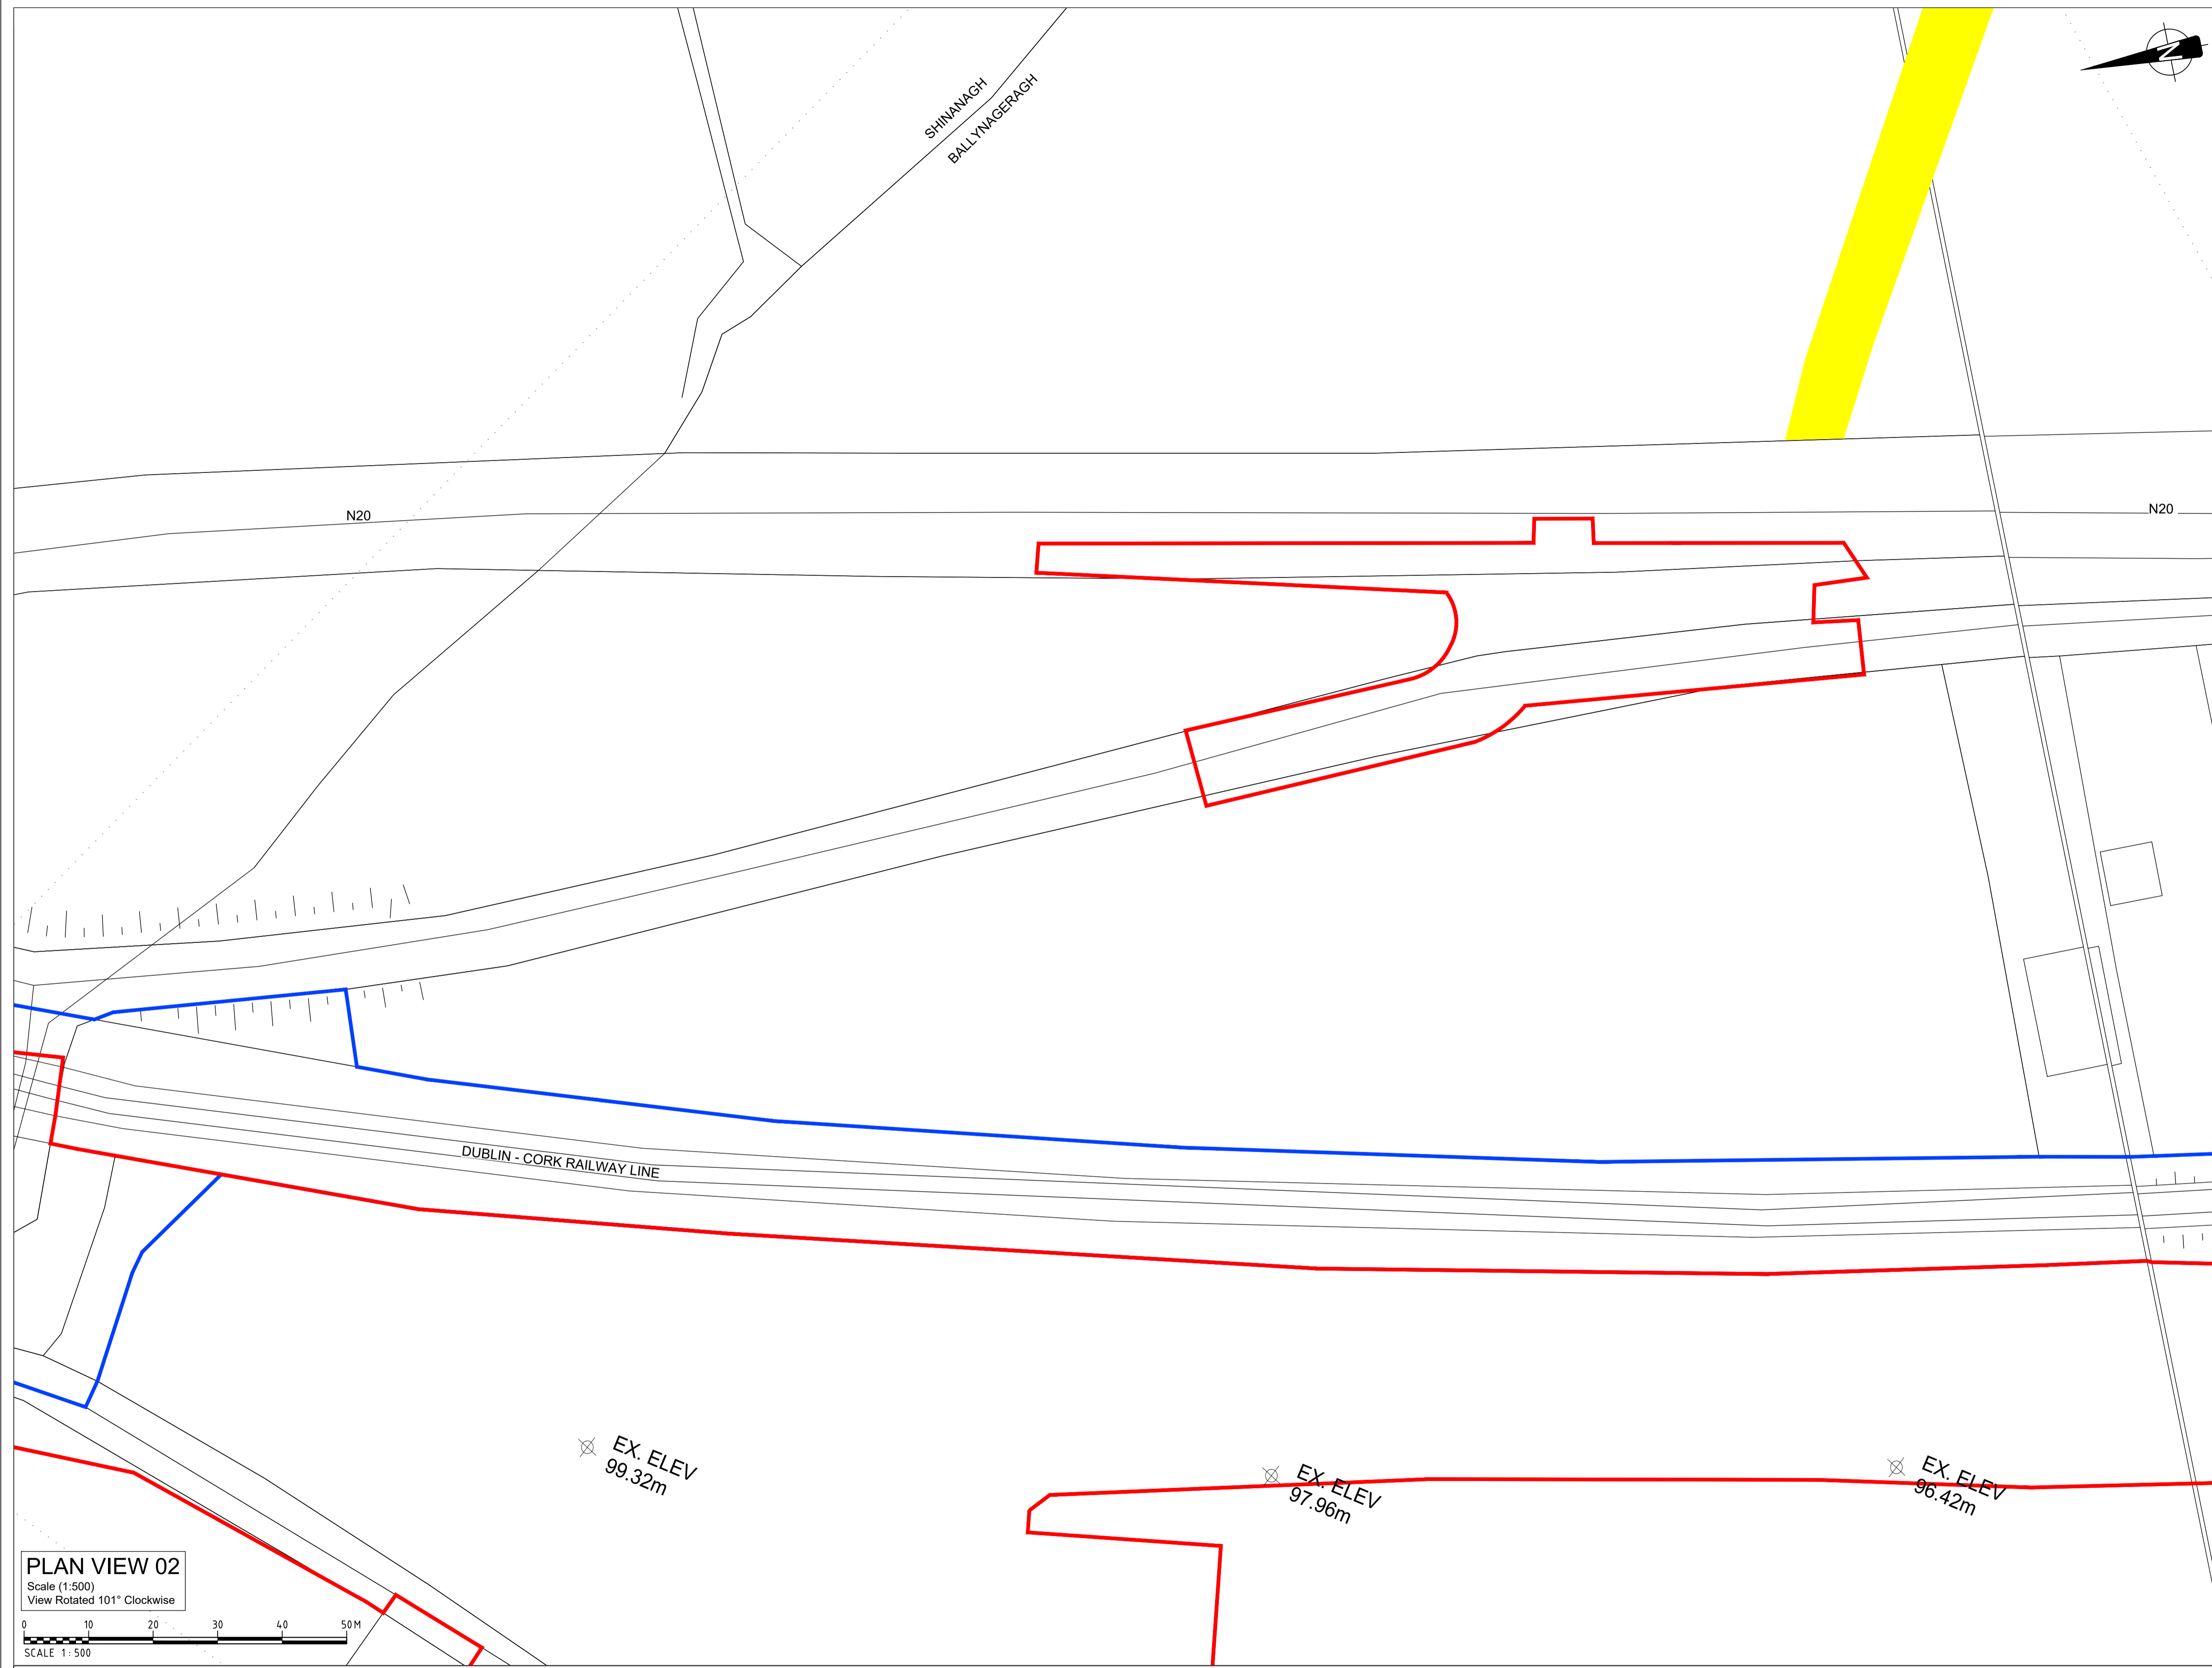 N
SHINANAGH
BALLYNAGERAGH
N20
N20
DUBLIN - CORK RAILWAY LINE
EX. ELEV
99.32m
EX. ELEV
97.96m
EX. ELEV
96.42m
PLAN VIEW 02
Scale (1:500)
View Rotated 101° Clockwise
0 10 20 30 40 50M
SCALE 1:500